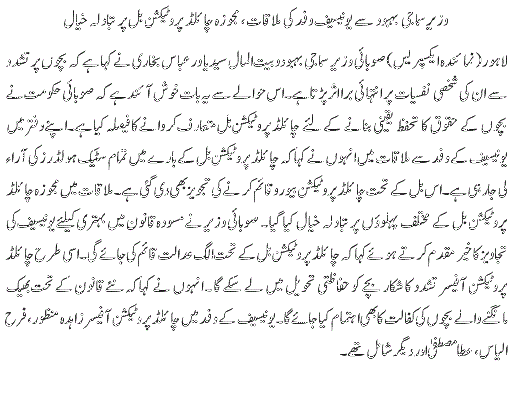 وزیر سماجی بہبود سے یونیسیف وفد کی ملاقات، مجوزہ چائلڈ پروٹیکشن بل پر تبادلہ خیال
لاہور(نمائندہ ایکسپریس) صوبائی وزیر سماجی بہبود و بیت المال سید یاور عباس بخاری نے کہا ہے کہ بچوں پر تشدد
سے ان کی شخصی نفسیات پر انتہائی برا اثر پڑتا ہے۔ اس حوالے سے یہ بات خوش آئند ہے کہ صوبائی حکومت نے
بچوں کے حقوق کا تحفظ یقینی بنانے کے لئے چائلڈ پروٹیکشن بل متعارف کروانے کا فیصلہ کیا ہے۔ اپنے دفتر میں
یونیسیف کے وفد سے ملاقات میں انہوں نے کہا کہ چائلڈ پروٹیکشن بل کے بارے میں تمام سٹیک ہولڈرز کی آراء
لی جا رہی ہے۔ اس بل کے تحت چائلڈ پروٹیکشن بیورو قائم کرنے کی تجویز بھی دی گئی ہے۔ ملاقات میں مجوزہ چائلڈ
پروٹیکشن بل کے مختلف پہلوؤں پر تبادلہ خیال کیا گیا۔ صوبائی وزیر نے مسودہ قانون میں بہتری کیلئے یونیسیف کی
تجاویز کا خیر مقدم کرتے ہوئے کہا کہ چائلڈ پروٹیکشن بل کے تحت الگ عدالت قائم کی جائے گی۔ اسی طرح چائلڈ
پروٹیکشن آفیسر تشدد کا شکار بچے کو حفاظتی تحویل میں لے سکے گا۔ انہوں نے کہا کہ نئے قانون کے تحت بھیک
مانگنے والے بچوں کی کفالت کا بھی اہتمام کیا جائے گا۔ یونیسیف کے وفد میں چائلڈ پروٹیکشن آفیسر زاہدہ منظور، فرح
الیاس، عطا مصطفیٰ اور دیگر شامل تھے۔